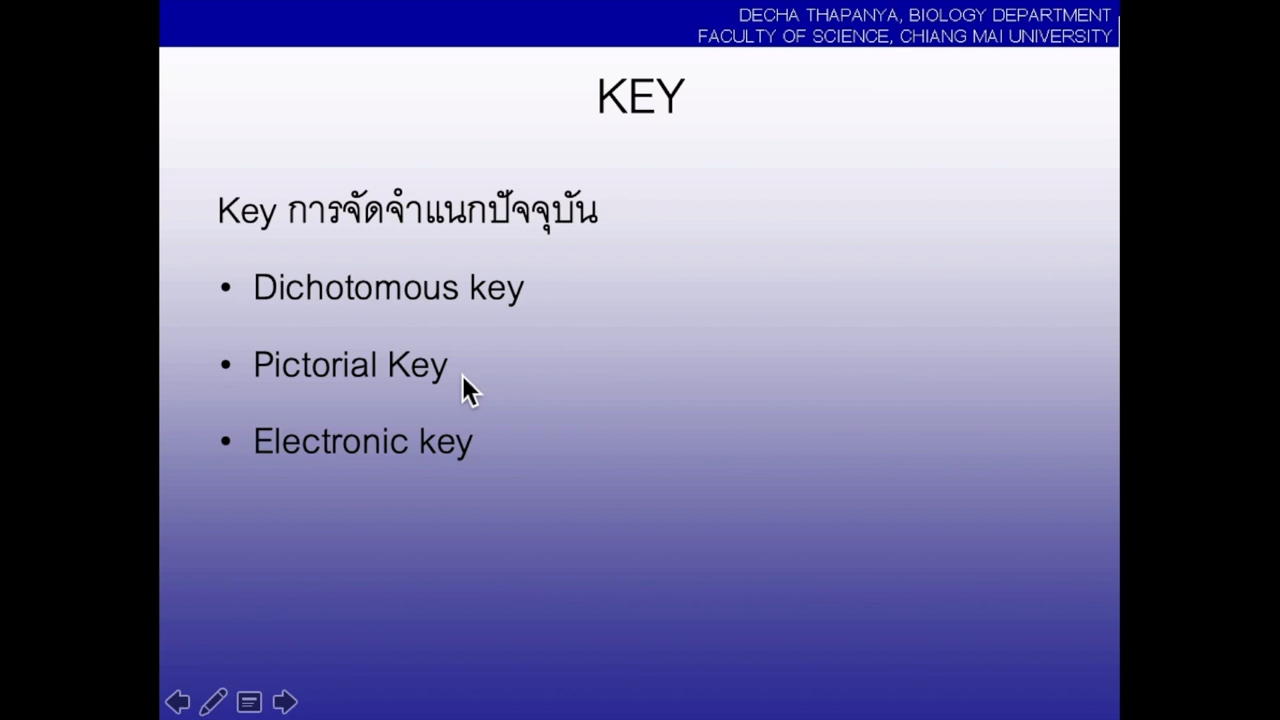 DECHA THAPANYA, BIOLOGY DEPARTMENT
FACULTY OF SCIENCE, CHIANG MAI UNIVERSITY
KEY
Key การจัดจำแนกปัจจุบัน
• Dichotomous key
• Pictorial Key
• Electronic key